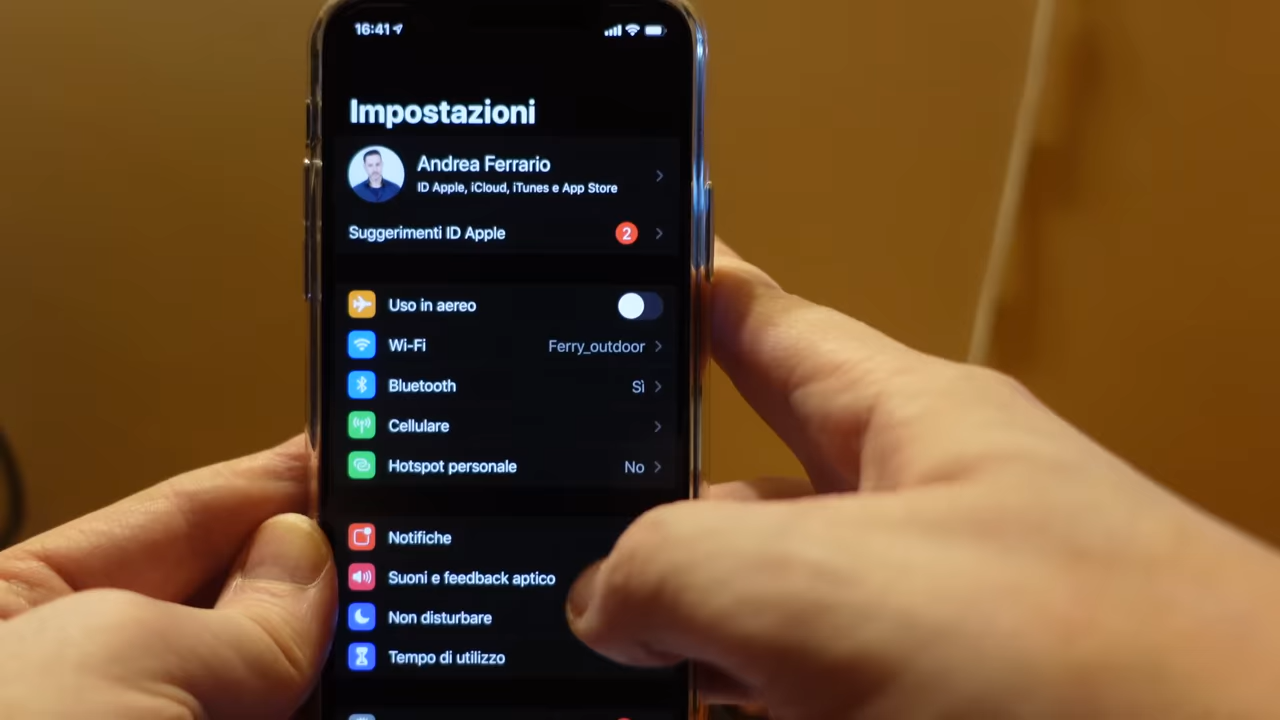 16:41
Impostazioni
Andrea Ferrario
ID Apple, iCloud, iTunes e App Store
Suggerimenti ID Apple 2
Uso in aereo
Wi-Fi Ferry_outdoor
Bluetooth Sì
Cellulare
Hotspot personale No
Notifiche
Suoni e feedback aptico
Non disturbare
Tempo di utilizzo